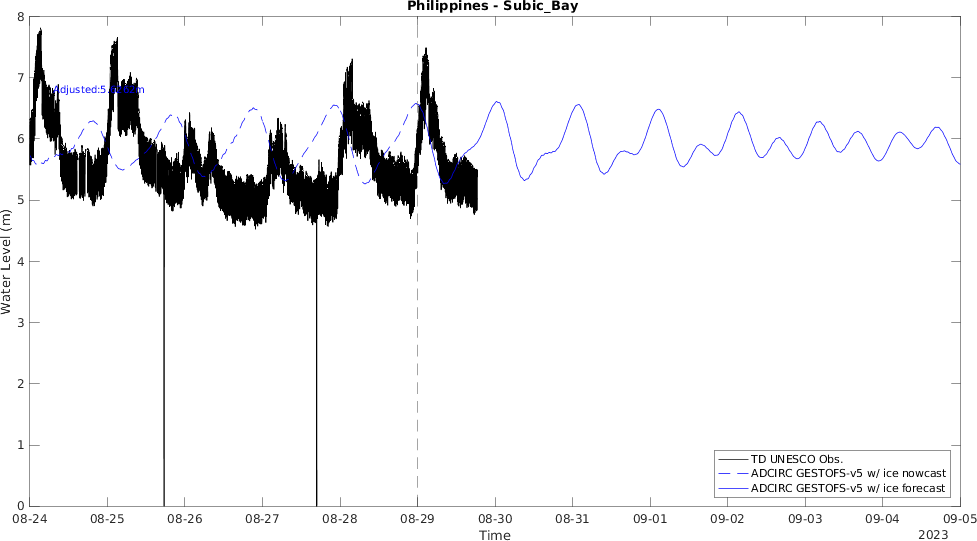 Philippines - Subic_Bay
8
7
6
5
4
3
2
1
0
Water Level (m)
TD UNESCO Obs.
ADCIRC GESTOFS-v5 w/ ice nowcast
ADCIRC GESTOFS-v5 w/ ice forecast
08-24 08-25 08-26 08-27 08-28 08-29 08-30 08-31 09-01 09-02 09-03 09-04 09-05
Time
2023